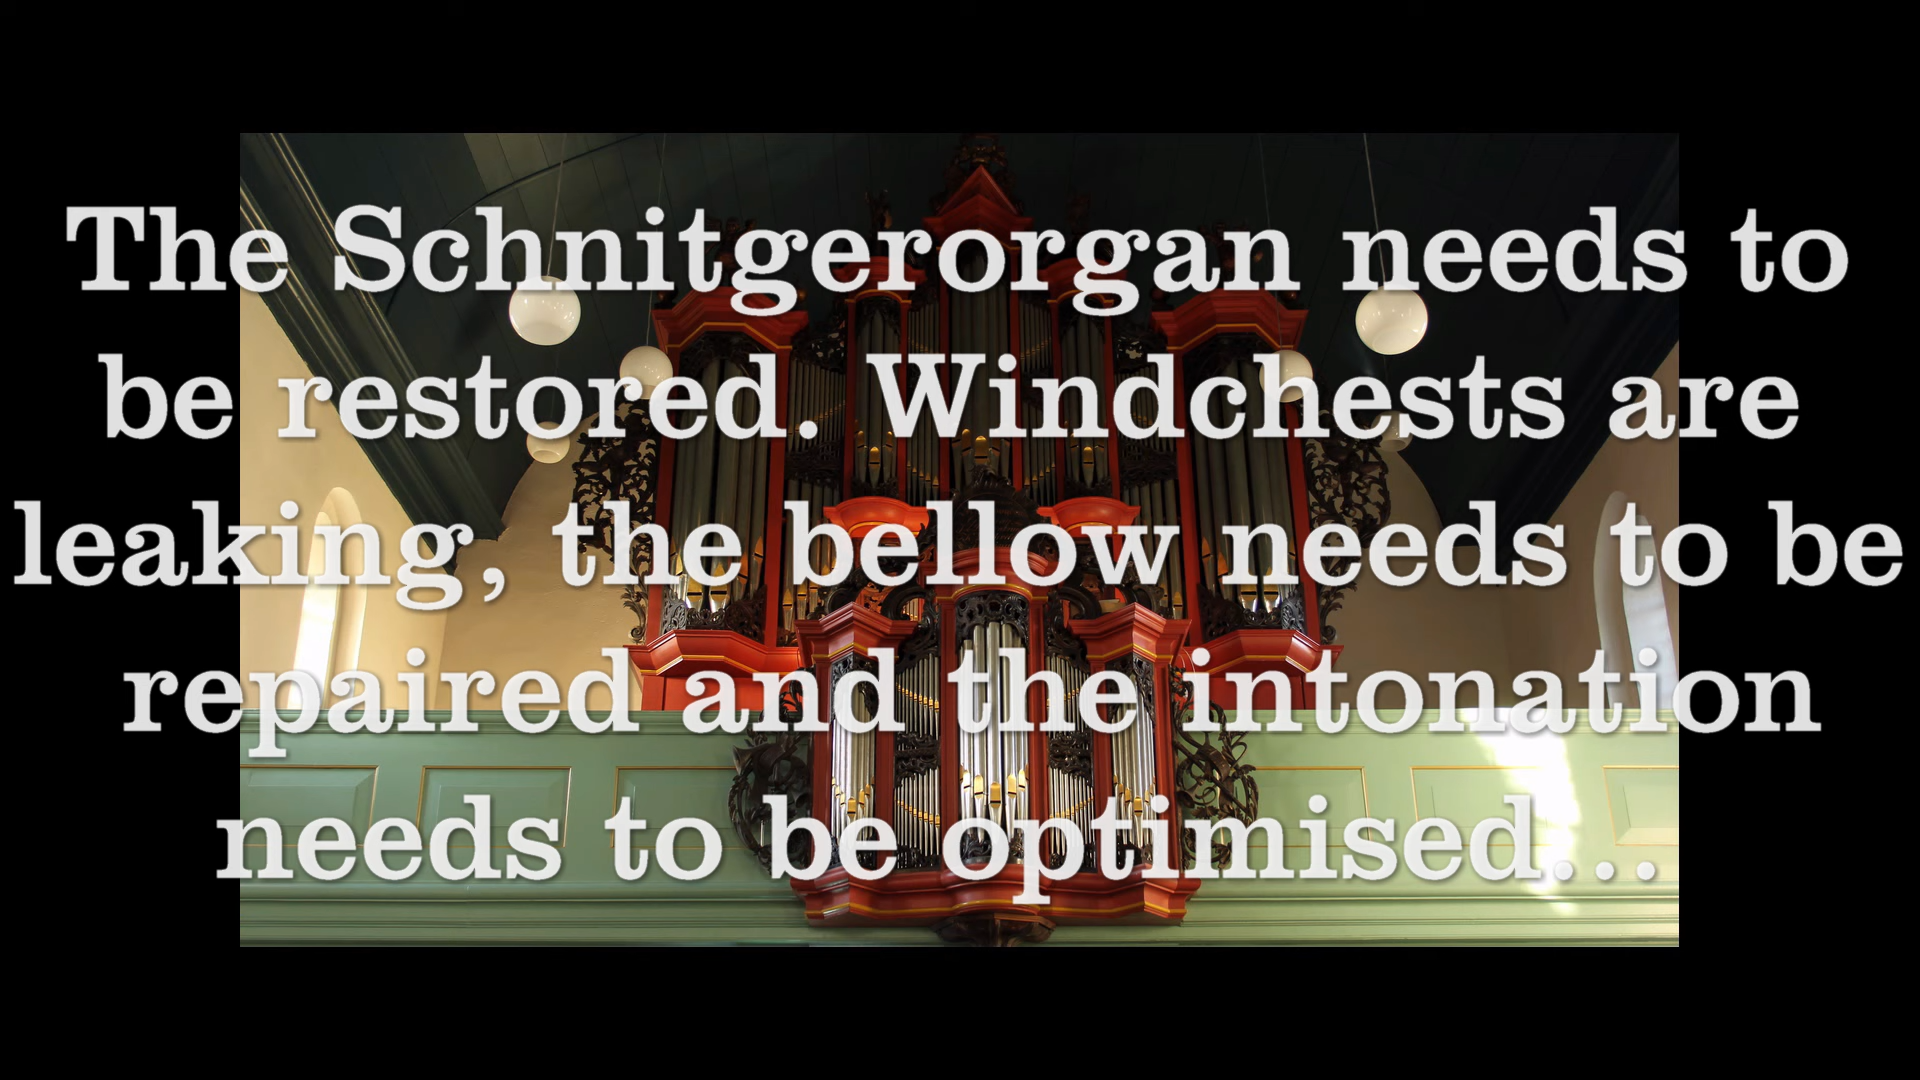 The Schnitgerorgan needs to
be restored. Windchests are
leaking, the bellow needs to be
repaired and the intonation
needs to be optimised...